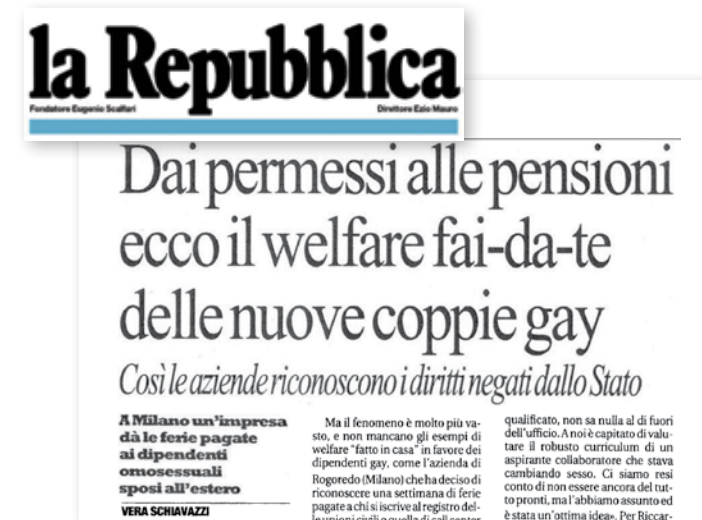 la Repubblica
Fondatore Eugenio Scalfari
Direttore Ezio Mauro
Dai permessi alle pensioni
ecco il welfare fai-da-te
delle nuove coppie gay
Così le aziende riconoscono i diritti negati dallo Stato
A Milano un'impresa
dà le ferie pagate
ai dipendenti
omosessuali
sposi all'estero
VERA SCHIAVAZZI
Ma il fenomeno è molto più va-
sto, e non mancano gli esempi di
welfare "fatto in casa" in favore dei
dipendenti gay, come l'azienda di
Rogoredo (Milano) che ha deciso di
riconoscere una settimana di ferie
pagate a chi si iscrive al registro del-
le unioni civili o quella di call center
qualificato, non sa nulla al di fuori
dell'ufficio. A noi è capitato di valu-
tare il robusto curriculum di un
aspirante collaboratore che stava
cambiando sesso. Ci siamo resi
conto di non essere ancora del tut-
to pronti, ma l'abbiamo assunto ed
è stata un'ottima idea». Per Riccar-